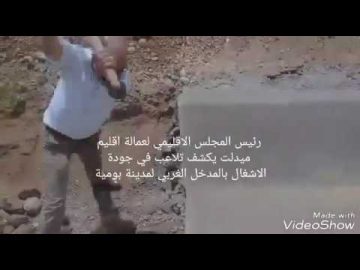 رئيس المجلس الاقليمي لعمالة اقليم
ميدلت يكشف تلاعب في جودة
الاشغال بالمدخل الغربي لمدينة بومية
Made with
VideoShow